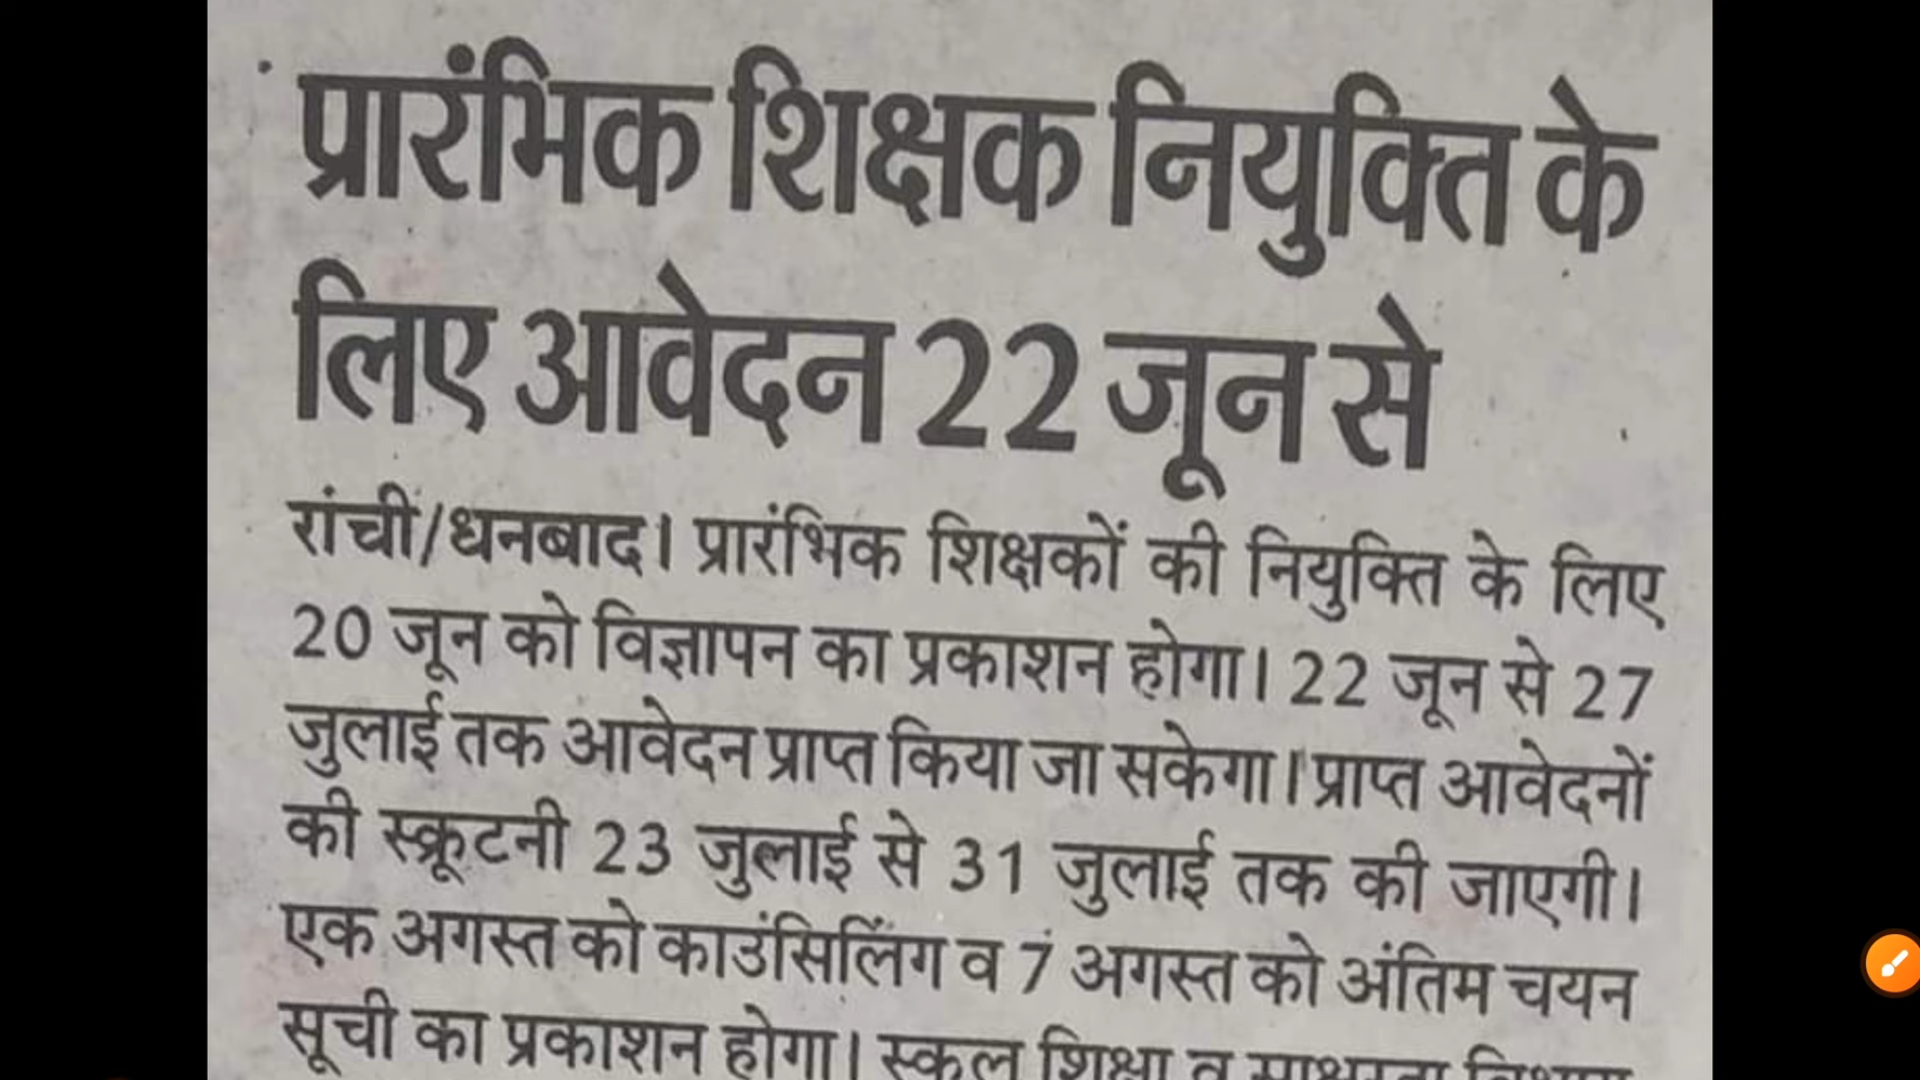 प्रारंभिक शिक्षक नियुक्ति के
लिए आवेदन 22 जून से
रांची/धनबाद। प्रारंभिक शिक्षकों की नियुक्ति के लिए
20 जून को विज्ञापन का प्रकाशन होगा। 22 जून से 27
जुलाई तक आवेदन प्राप्त किया जा सकेगा। प्राप्त आवेदनों
की स्क्रूटनी 23 जुलाई से 31 जुलाई तक की जाएगी।
एक अगस्त को काउंसिलिंग व 7 अगस्त को अंतिम चयन
सूची का प्रकाशन होगा। स्कूल शिक्षा व साक्षरता विभाग